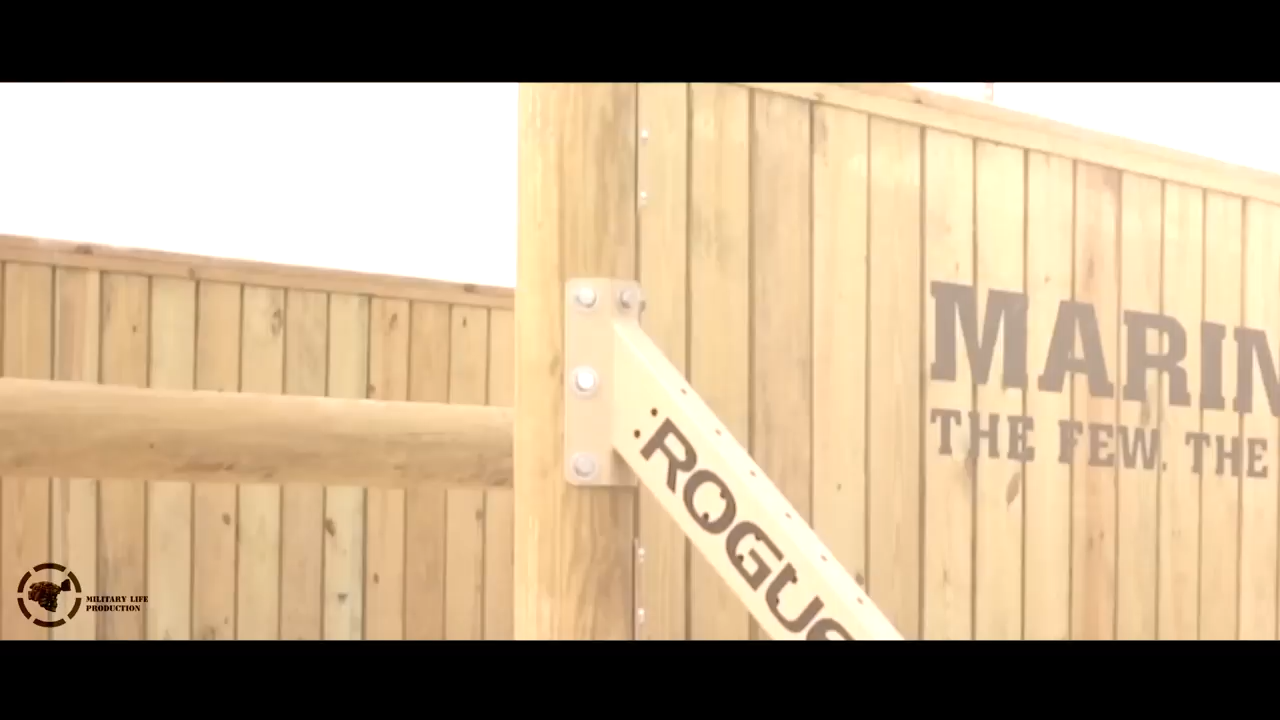 MARIN
THE FEW. THE
ROGUE
MILITARY LIFE
PRODUCTION